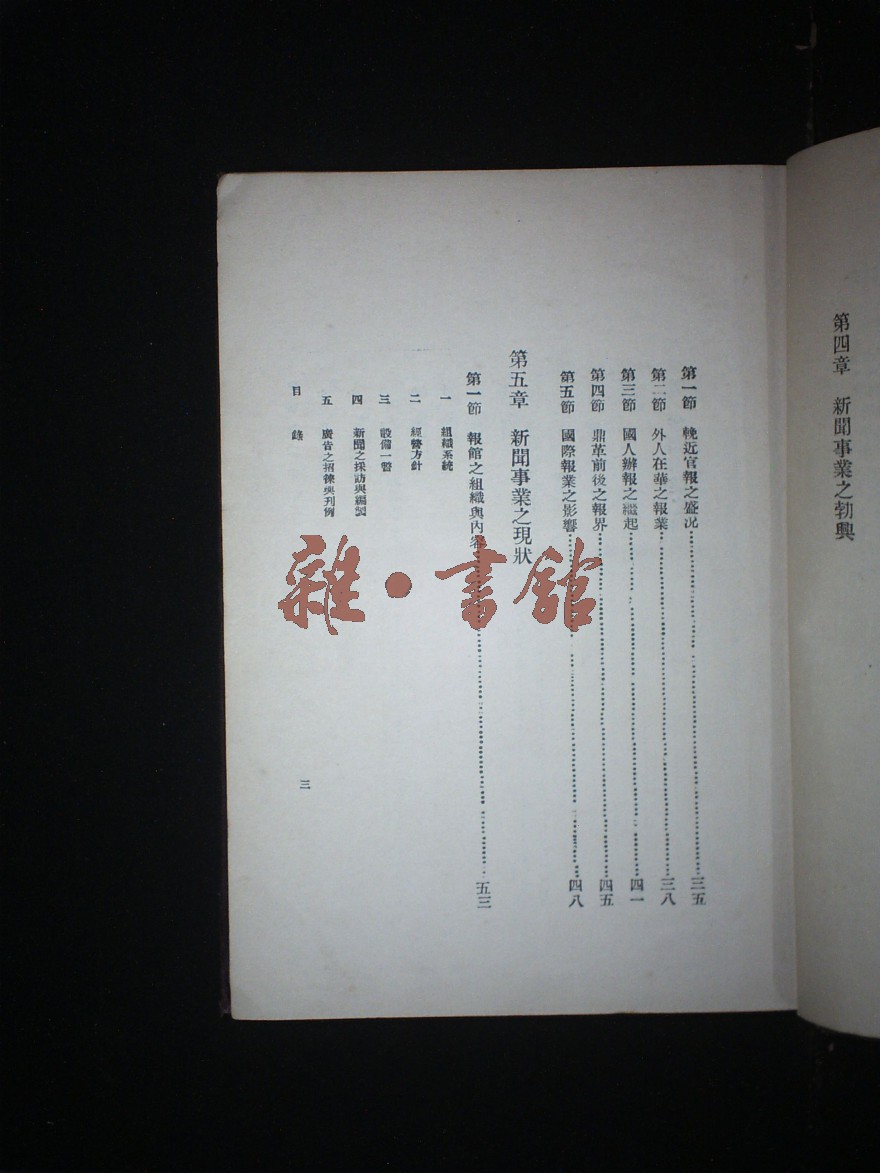 第四章　新聞事業之勃興
第一節　輓近官報之盛況……三五
第二節　外人在華之報業……三八
第三節　國人辦報之繼起……四一
第四節　鼎革前後之報界……四五
第五節　國際報業之影響……四八
第五章　新聞事業之現狀
第一節　報館之組織與內容……五三
一　組織系統
二　經營方針
三　設備一瞥
四　新聞之採訪與編製
五　廣告之招徠與刊例
目錄
三
雜·書館